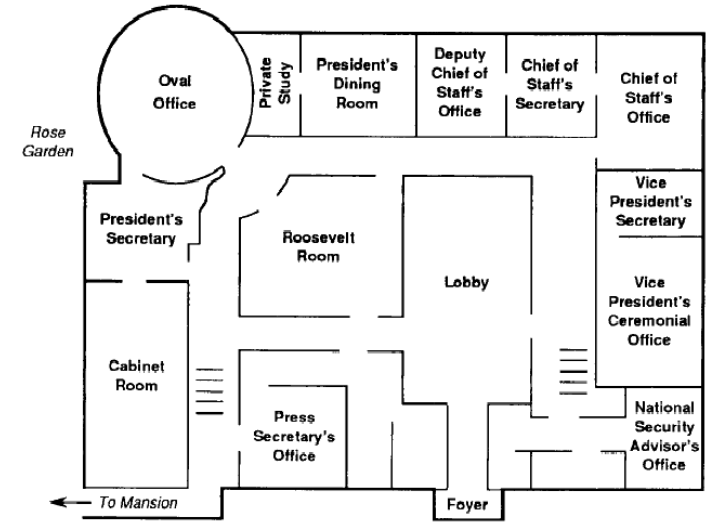 Oval
Office
Private
Study
President's
Dining
Room
Deputy
Chief of
Staff's
Office
Chief of
Staff's
Secretary
Chief of
Staff's
Office
Rose
Garden
President's
Secretary
Roosevelt
Room
Lobby
Vice
President's
Secretary
Vice
President's
Ceremonial
Office
Cabinet
Room
Press
Secretary's
Office
National
Security
Advisor's
Office
To Mansion
Foyer